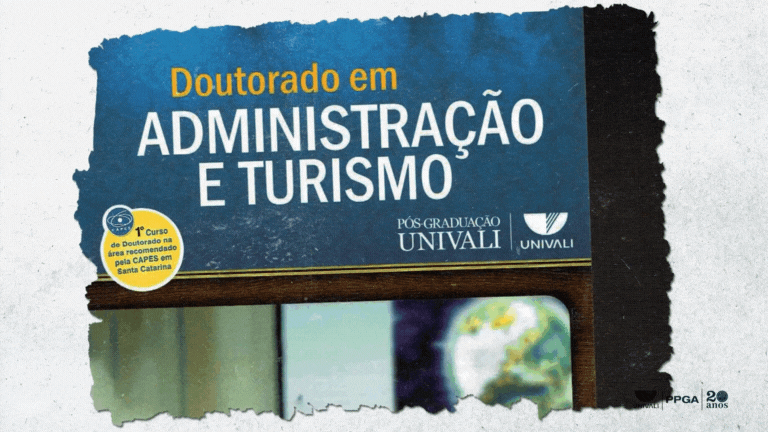 Doutorado em
ADMINISTRAÇÃO
E TURISMO
PÓS-GRADUAÇÃO
UNIVALI
UNIVALI
CAPES
1º Curso
de Doutorado na
área recomendado
pela CAPES em
Santa Catarina
UNIVALI
PPGA
20
anos